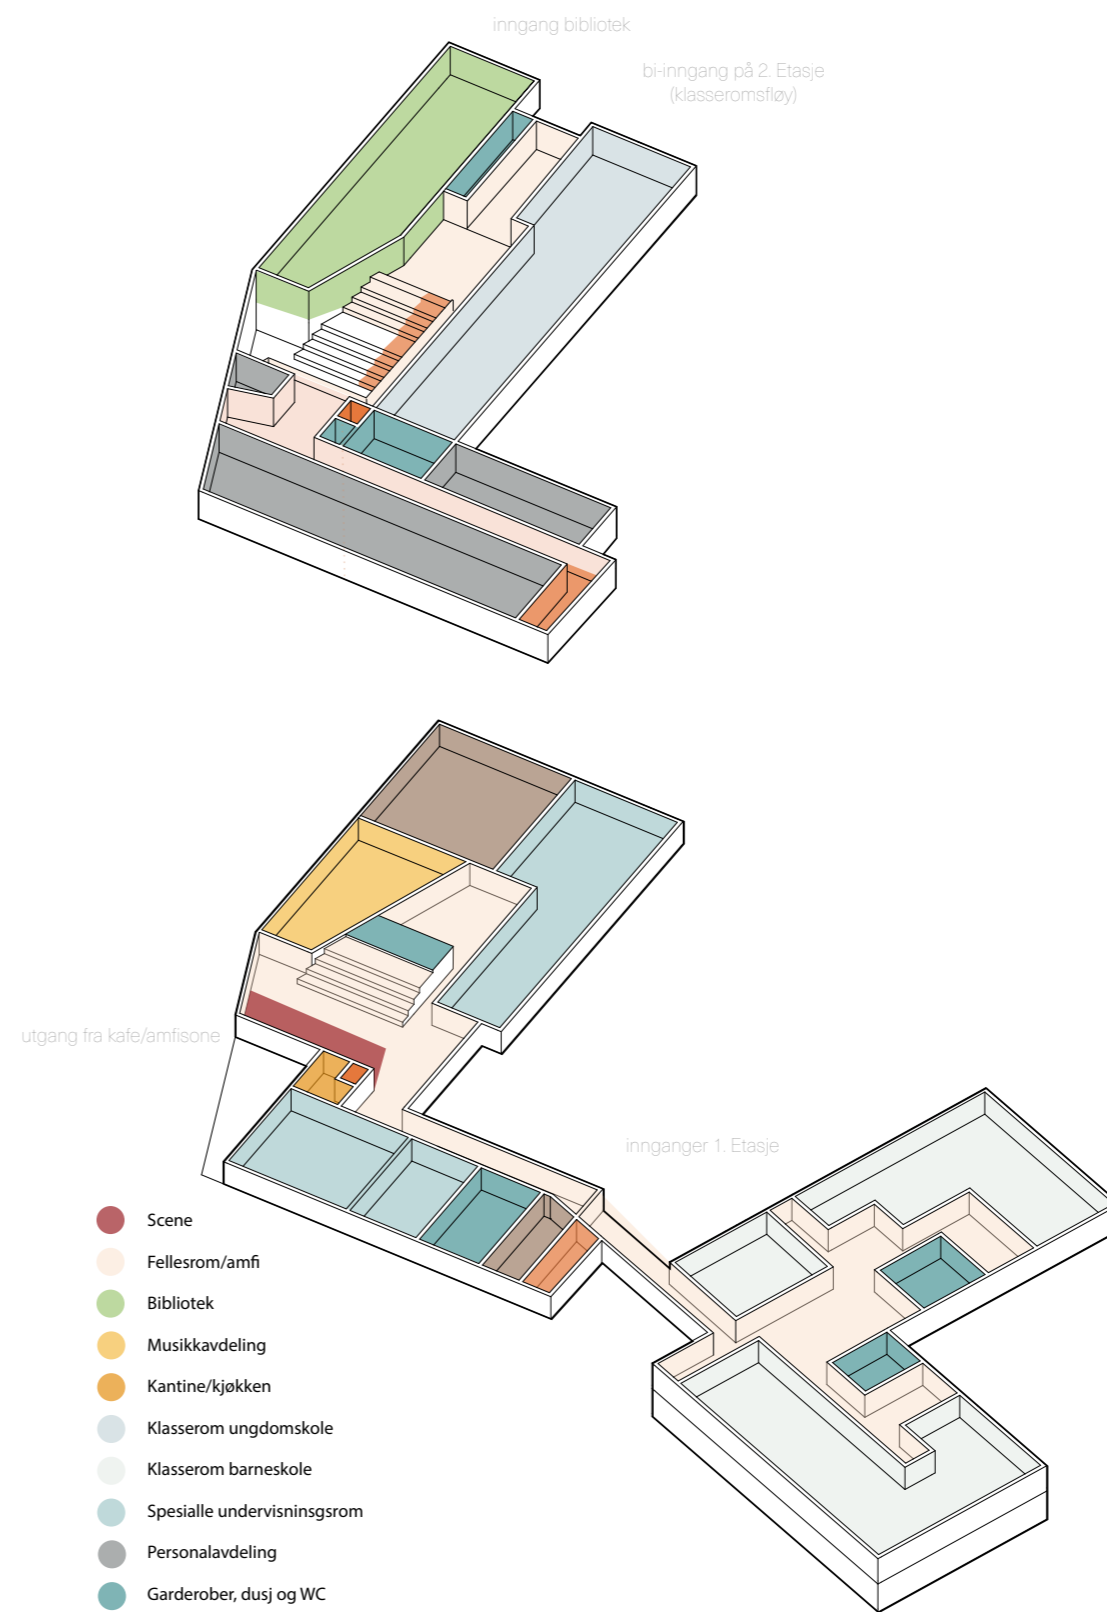 inngang bibliotek
bi-inngang på 2. Etasje
(klasseromsfløy)
utgang fra kafe/amfisone
innganger 1. Etasje
Scene
Fellesrom/amfi
Bibliotek
Musikkavdeling
Kantine/kjøkken
Klasserom ungdomskole
Klasserom barneskole
Spesialle undervisninsgsrom
Personalavdeling
Garderober, dusj og WC